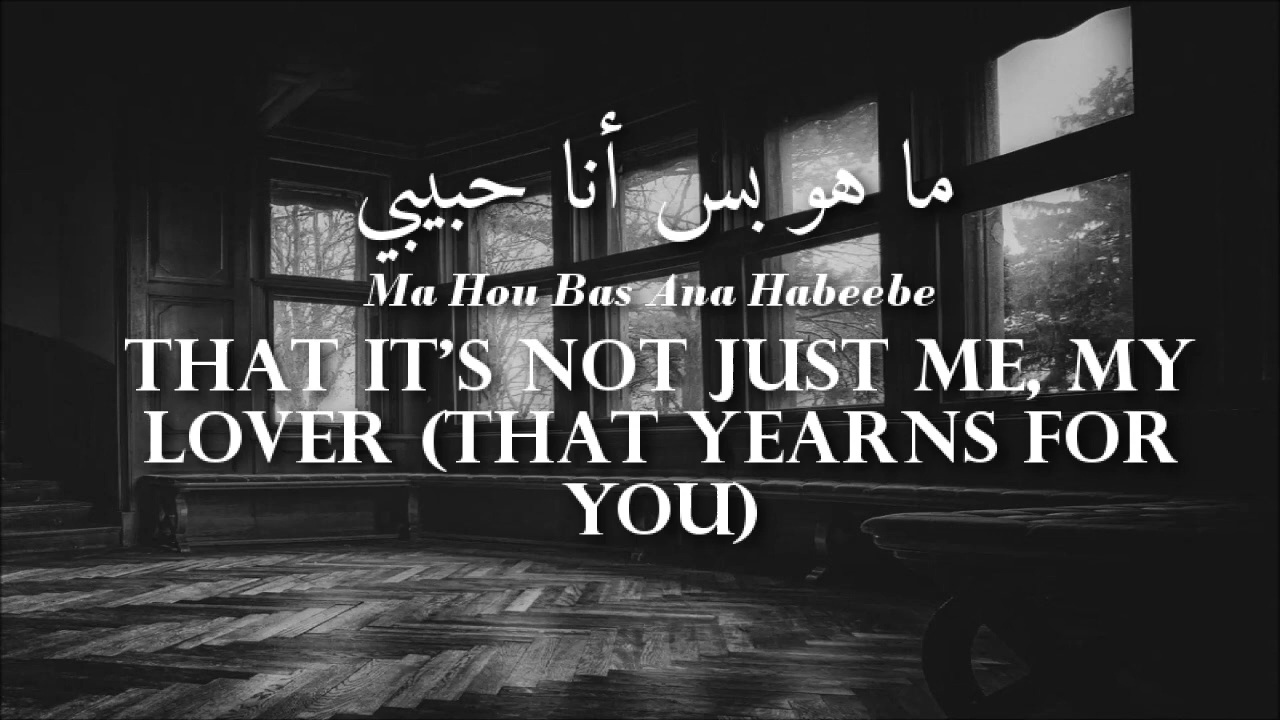 ما هو بس أنا حبيبي
Ma Hou Bas Ana Habeebe
THAT IT'S NOT JUST ME, MY
LOVER (THAT YEARNS FOR
YOU)